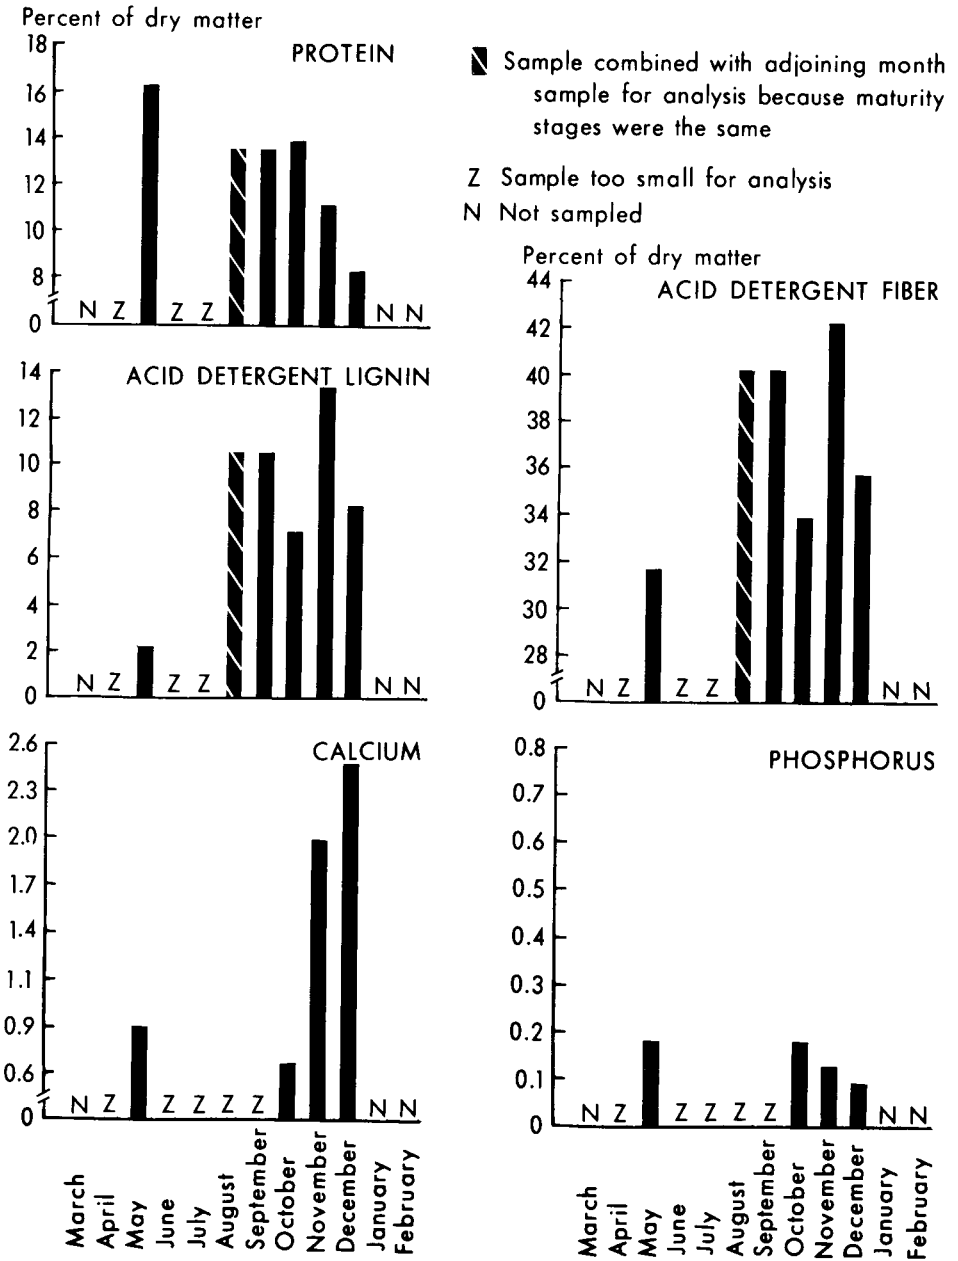 Percent of dry matter
PROTEIN
18
16
14
12
10
8
0
N Z Z Z N N
Sample combined with adjoining month
sample for analysis because maturity
stages were the same
Z Sample too small for analysis
N Not sampled
Percent of dry matter
ACID DETERGENT FIBER
44
42
40
38
36
34
32
30
28
0
N Z Z Z N N
ACID DETERGENT LIGNIN
14
12
10
8
6
4
2
0
N Z Z Z N N
CALCIUM
2.6
2.3
2.0
1.7
1.4
1.1
0.9
0.6
0
N Z Z Z Z Z N N
March
April
May
June
July
August
September
October
November
December
January
February
PHOSPHORUS
0.8
0.7
0.6
0.5
0.4
0.3
0.2
0.1
0
N Z Z Z Z Z N N
March
April
May
June
July
August
September
October
November
December
January
February